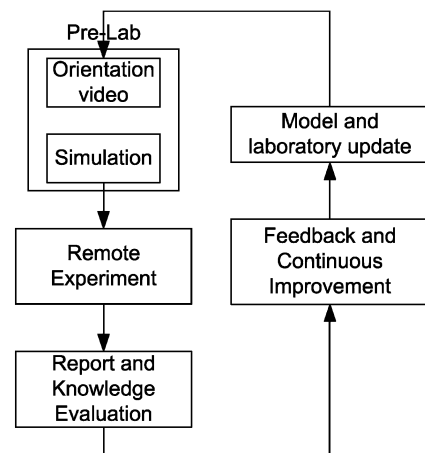 Pre-Lab
Orientation
video
Simulation
Remote
Experiment
Report and
Knowledge
Evaluation
Model and
laboratory update
Feedback and
Continuous
Improvement